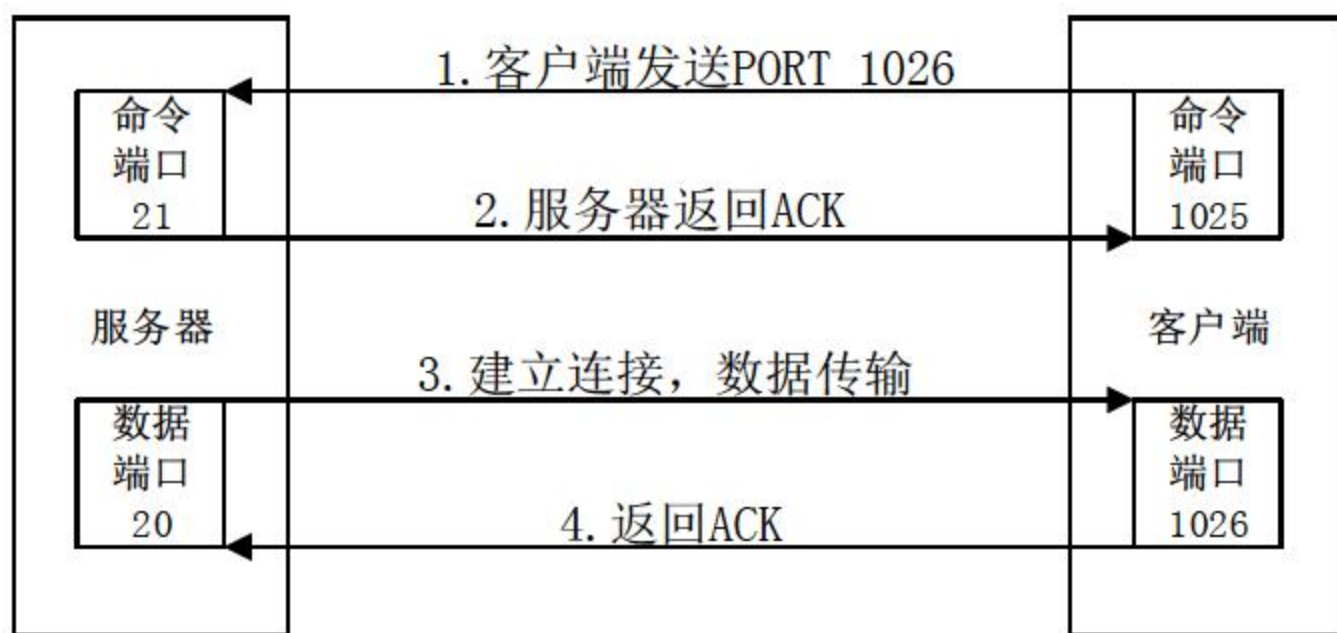 1.客户端发送PORT 1026
命令
端口
21
命令
端口
1025
2.服务器返回ACK
服务器
客户端
3.建立连接，数据传输
数据
端口
20
数据
端口
1026
4.返回ACK